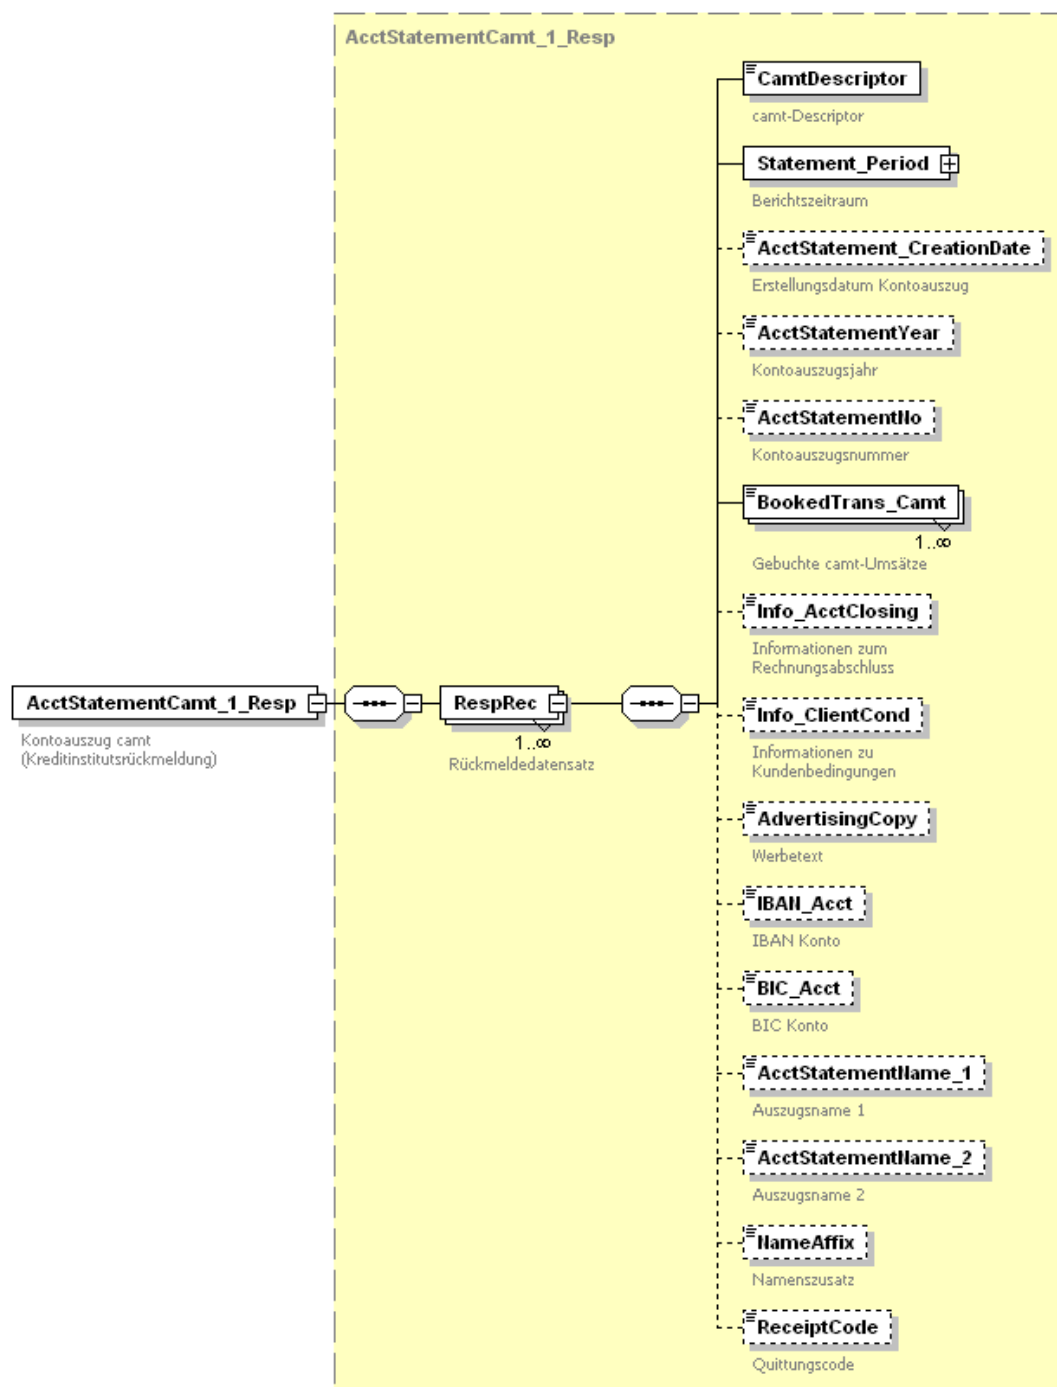 AcctStatementCamt_1_Resp
CamtDescriptor
camt-Descriptor
Statement_Period
Berichtszeitraum
AcctStatement_CreationDate
Erstellungsdatum Kontoauszug
AcctStatementYear
Kontoauszugsjahr
AcctStatementNo
Kontoauszugsnummer
BookedTrans_Camt
1..∞
Gebuchte camt-Umsätze
Info_AcctClosing
Informationen zum
Rechnungsabschluss
AcctStatementCamt_1_Resp
Kontoauszug camt
(Kreditinstitutsrückmeldung)
RespRec
1..∞
Rückmeldedatensatz
Info_ClientCond
Informationen zu
Kundenbedingungen
AdvertisingCopy
Werbetext
IBAN_Acct
IBAN Konto
BIC_Acct
BIC Konto
AcctStatementName_1
Auszugsname 1
AcctStatementName_2
Auszugsname 2
NameAffix
Namenszusatz
ReceiptCode
Quittungscode